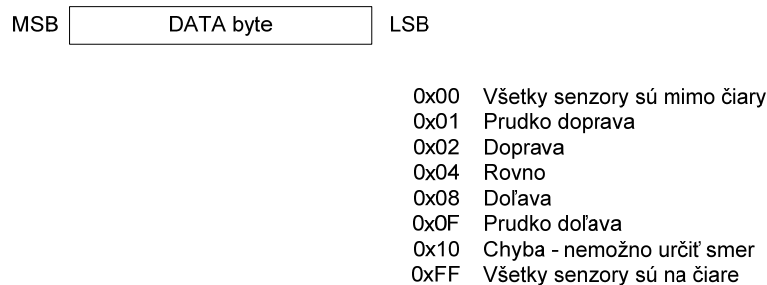 MSB DATA byte LSB
0x00 Všetky senzory sú mimo čiary
0x01 Prudko doprava
0x02 Doprava
0x04 Rovno
0x08 Doľava
0x0F Prudko doľava
0x10 Chyba - nemožno určiť smer
0xFF Všetky senzory sú na čiare